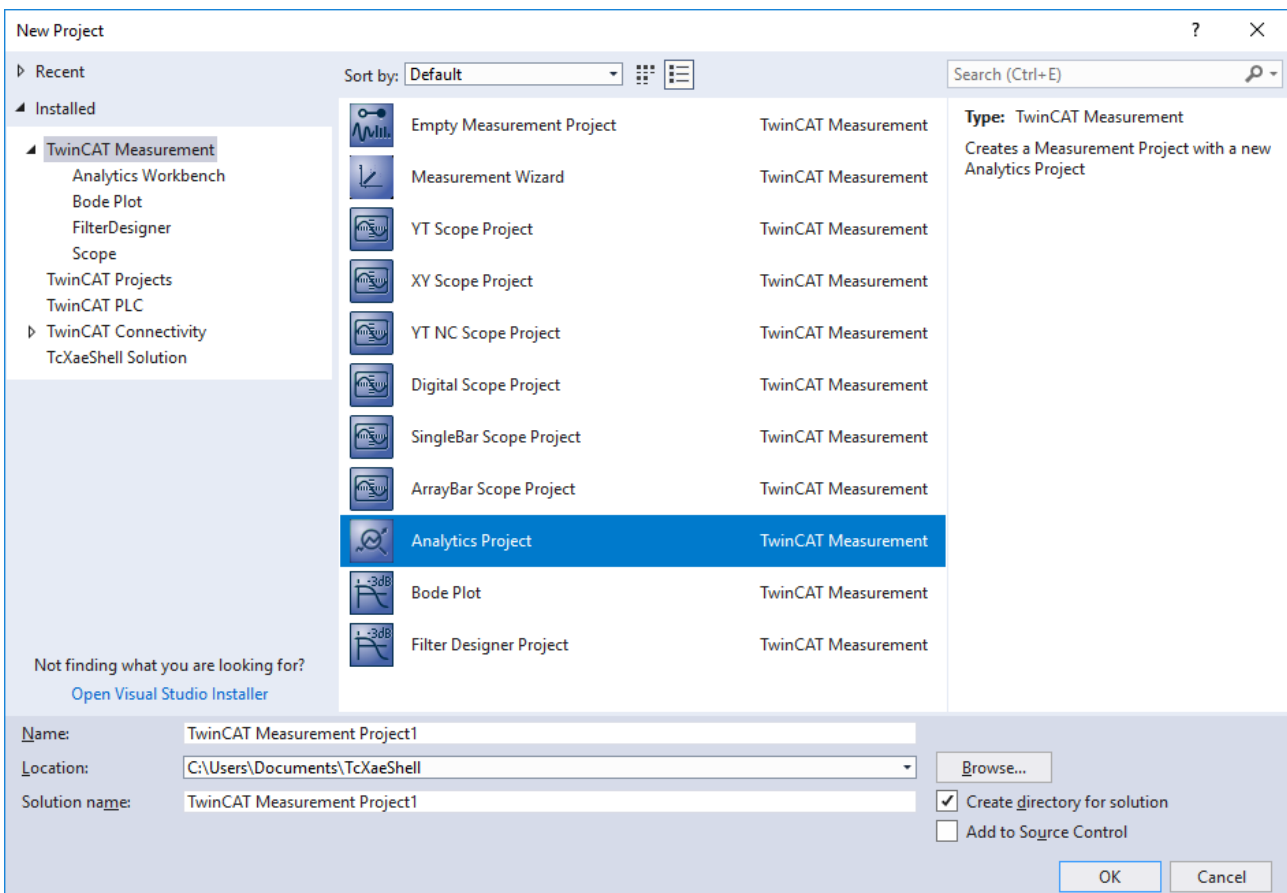 New Project
?
Recent
Installed
TwinCAT Measurement
Analytics Workbench
Bode Plot
FilterDesigner
Scope
TwinCAT Projects
TwinCAT PLC
TwinCAT Connectivity
TcXaeShell Solution
Not finding what you are looking for?
Open Visual Studio Installer
Sort by: Default
Empty Measurement Project TwinCAT Measurement
Measurement Wizard TwinCAT Measurement
YT Scope Project TwinCAT Measurement
XY Scope Project TwinCAT Measurement
YT NC Scope Project TwinCAT Measurement
Digital Scope Project TwinCAT Measurement
SingleBar Scope Project TwinCAT Measurement
ArrayBar Scope Project TwinCAT Measurement
Analytics Project TwinCAT Measurement
-3dB
Bode Plot TwinCAT Measurement
-3dB
Filter Designer Project TwinCAT Measurement
Search (Ctrl+E)
Type: TwinCAT Measurement
Creates a Measurement Project with a new
Analytics Project
Name: TwinCAT Measurement Project1
Location: C:\Users\Documents\TcXaeShell
Browse...
Solution name: TwinCAT Measurement Project1
Create directory for solution
Add to Source Control
OK
Cancel